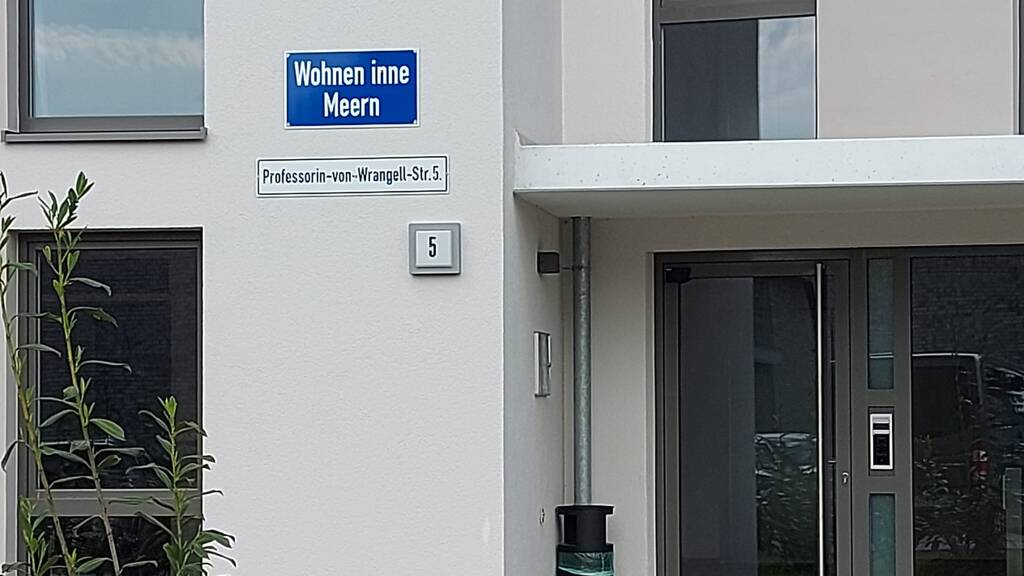 Wohnen inne
Meern
Professorin-von-Wrangell-Str.5.
5